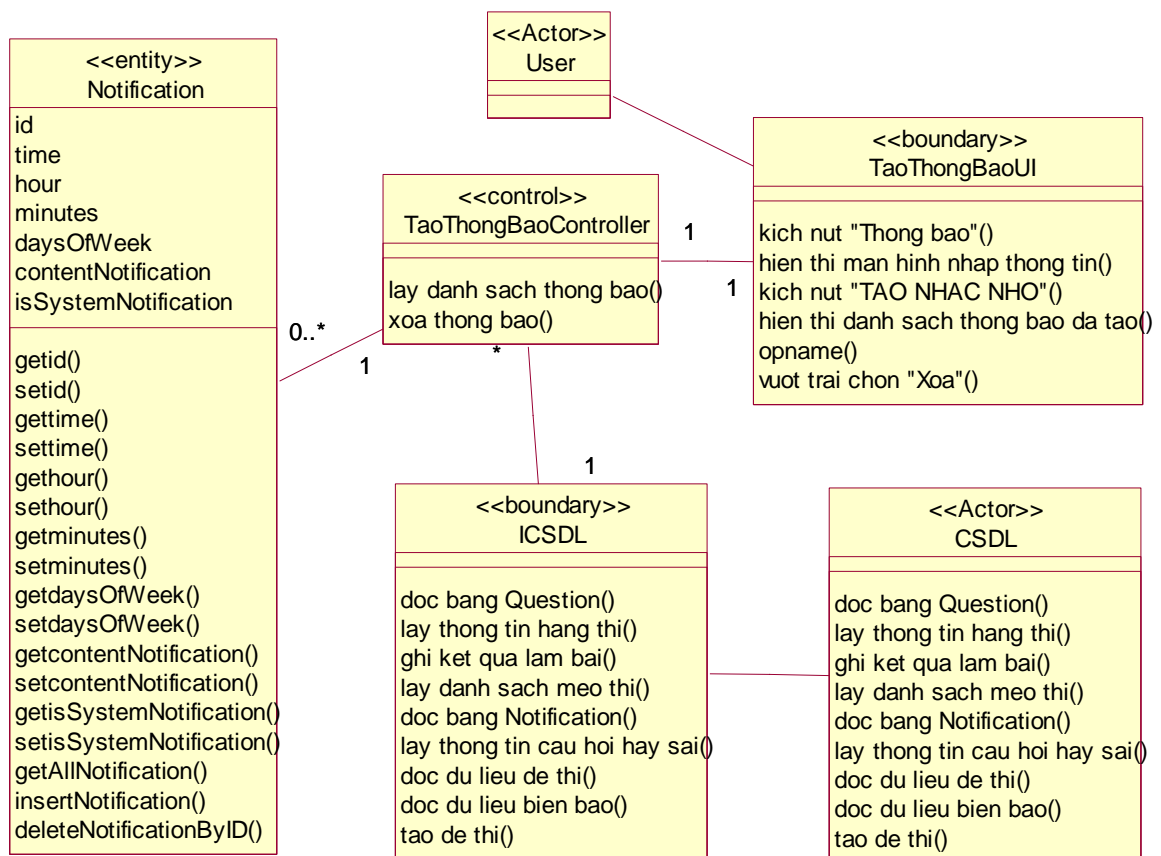 <<entity>>
Notification
id
time
hour
minutes
daysOfWeek
contentNotification
isSystemNotification
getid()
setid()
gettime()
settime()
gethour()
sethour()
getminutes()
setminutes()
getdaysOfWeek()
setdaysOfWeek()
getcontentNotification()
setcontentNotification()
getisSystemNotification()
setisSystemNotification()
getAllNotification()
insertNotification()
deleteNotificationByID()
0..*
1
<<Actor>>
User
<<control>>
TaoThongBaoController
lay danh sach thong bao()
xoa thong bao()
*
1
1
1
<<boundary>>
TaoThongBaoUI
kich nut "Thong bao"()
hien thi man hinh nhap thong tin()
kich nut "TAO NHAC NHO"()
hien thi danh sach thong bao da tao()
opname()
vuot trai chon "Xoa"()
<<boundary>>
ICSDL
doc bang Question()
lay thong tin hang thi()
ghi ket qua lam bai()
lay danh sach meo thi()
doc bang Notification()
lay thong tin cau hoi hay sai()
doc du lieu de thi()
doc du lieu bien bao()
tao de thi()
<<Actor>>
CSDL
doc bang Question()
lay thong tin hang thi()
ghi ket qua lam bai()
lay danh sach meo thi()
doc bang Notification()
lay thong tin cau hoi hay sai()
doc du lieu de thi()
doc du lieu bien bao()
tao de thi()